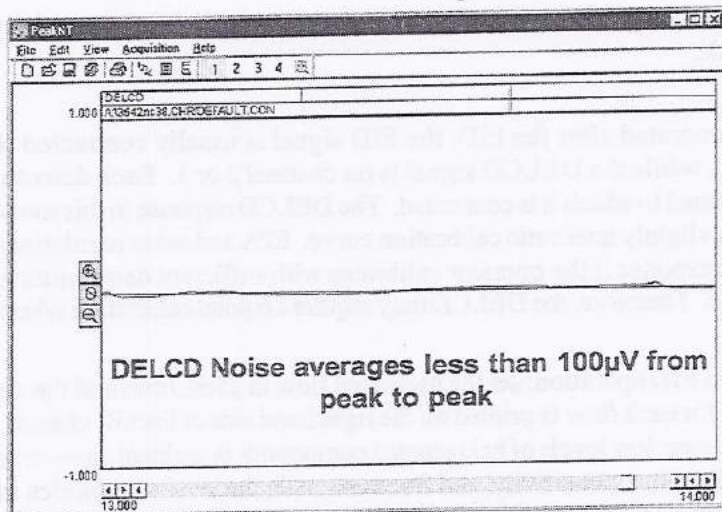 PeakNT
File Edit View Acquisition Help
1 2 3 4
DELCD
1.000
DELCD Noise averages less than 100µV from
peak to peak
-1.000
13.000
14.000